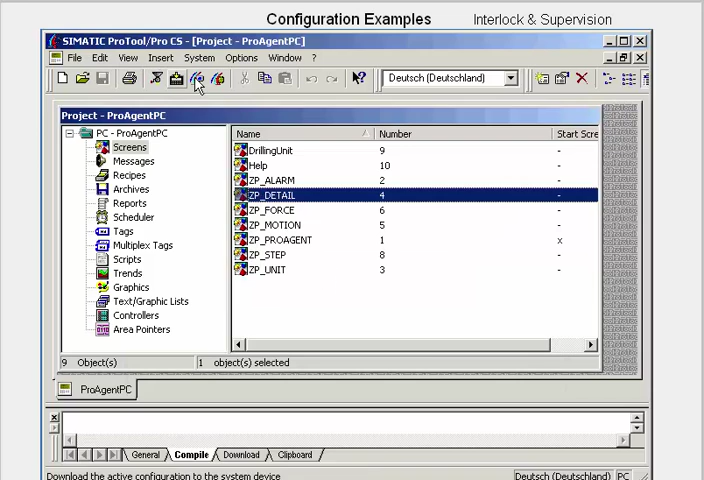 Configuration Examples Interlock & Supervision
SIMATIC ProTool/Pro CS - [Project - ProAgentPC]
File Edit View Insert System Options Window ?
Deutsch (Deutschland)
Project - ProAgentPC
PC - ProAgentPC
Screens
Messages
Recipes
Archives
Reports
Scheduler
Tags
Multiplex Tags
Scripts
Trends
Graphics
Text/Graphic Lists
Controllers
Area Pointers
Name Number Start Scre
DrillingUnit 9 -
Help 10 -
ZP_ALARM 2 -
ZP_DETAIL 4 -
ZP_FORCE 6 -
ZP_MOTION 5 -
ZP_PROAGENT 1 x
ZP_STEP 8 -
ZP_UNIT 3 -
9 Object(s) 1 object(s) selected
ProAgentPC
General Compile Download Clipboard
Download the active configuration to the system device Deutsch (Deutschland) PC